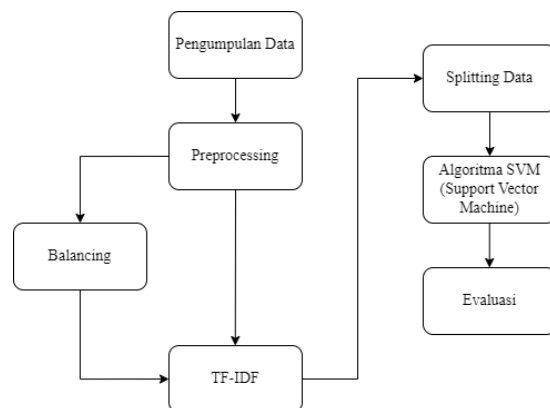 Pengumpulan Data
Preprocessing
Balancing
TF-IDF
Splitting Data
Algoritma SVM
(Support Vector
Machine)
Evaluasi